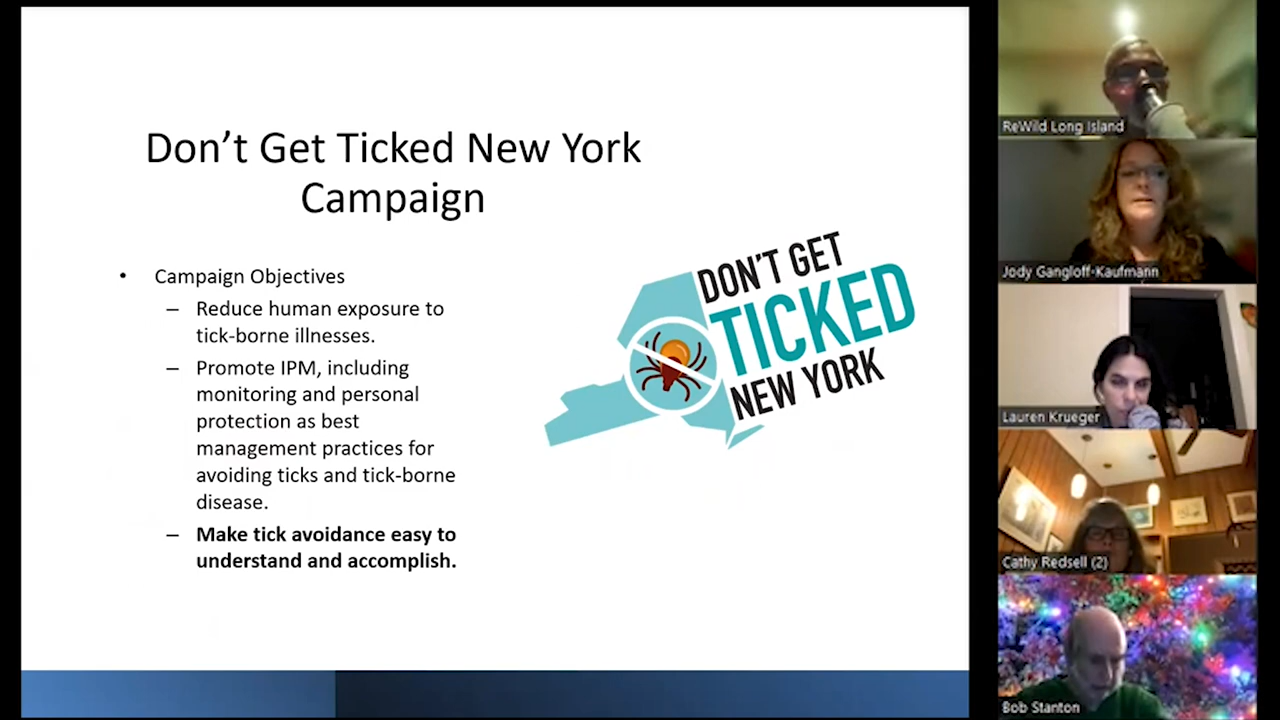 Don't Get Ticked New York
Campaign
• Campaign Objectives
– Reduce human exposure to
tick-borne illnesses.
– Promote IPM, including
monitoring and personal
protection as best
management practices for
avoiding ticks and tick-borne
disease.
– Make tick avoidance easy to
understand and accomplish.
DON'T GET
TICKED
NEW YORK
ReWild Long Island
Jody Gangloff-Kaufmann
Lauren Krueger
Cathy Redsell (2)
Bob Stanton